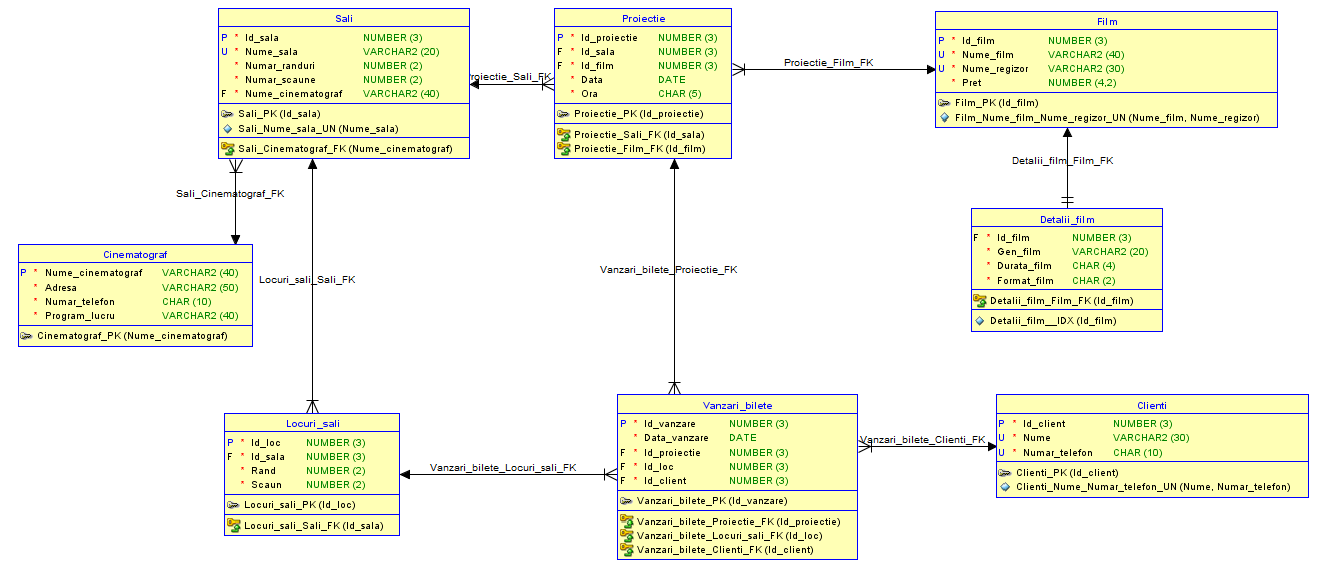 Sali
P * Id_sala NUMBER (3)
U * Nume_sala VARCHAR2 (20)
* Numar_randuri NUMBER (2)
* Numar_scaune NUMBER (2)
F * Nume_cinematograf VARCHAR2 (40)
Sali_PK (Id_sala)
Sali_Nume_sala_UN (Nume_sala)
Sali_Cinematograf_FK (Nume_cinematograf)
Proiectie_Sali_FK
Proiectie
P * Id_proiectie NUMBER (3)
F * Id_sala NUMBER (3)
F * Id_film NUMBER (3)
* Data DATE
* Ora CHAR (5)
Proiectie_PK (Id_proiectie)
Proiectie_Sali_FK (Id_sala)
Proiectie_Film_FK (Id_film)
Proiectie_Film_FK
Film
P * Id_film NUMBER (3)
U * Nume_film VARCHAR2 (40)
U * Nume_regizor VARCHAR2 (30)
* Pret NUMBER (4,2)
Film_PK (Id_film)
Film_Nume_film_Nume_regizor_UN (Nume_film, Nume_regizor)
Detalii_film_Film_FK
Sali_Cinematograf_FK
Detalii_film
F * Id_film NUMBER (3)
* Gen_film VARCHAR2 (20)
* Durata_film CHAR (4)
* Format_film CHAR (2)
Detalii_film_Film_FK (Id_film)
Detalii_film__IDX (Id_film)
Cinematograf
P * Nume_cinematograf VARCHAR2 (40)
* Adresa VARCHAR2 (50)
* Numar_telefon CHAR (10)
* Program_lucru VARCHAR2 (40)
Cinematograf_PK (Nume_cinematograf)
Locuri_sali_Sali_FK
Vanzari_bilete_Proiectie_FK
Locuri_sali
P * Id_loc NUMBER (3)
F * Id_sala NUMBER (3)
* Rand NUMBER (2)
* Scaun NUMBER (2)
Locuri_sali_PK (Id_loc)
Locuri_sali_Sali_FK (Id_sala)
Vanzari_bilete_Locuri_sali_FK
Vanzari_bilete
P * Id_vanzare NUMBER (3)
* Data_vanzare DATE
F * Id_proiectie NUMBER (3)
F * Id_loc NUMBER (3)
F * Id_client NUMBER (3)
Vanzari_bilete_PK (Id_vanzare)
Vanzari_bilete_Proiectie_FK (Id_proiectie)
Vanzari_bilete_Locuri_sali_FK (Id_loc)
Vanzari_bilete_Clienti_FK (Id_client)
Vanzari_bilete_Clienti_FK
Clienti
P * Id_client NUMBER (3)
U * Nume VARCHAR2 (30)
U * Numar_telefon CHAR (10)
Clienti_PK (Id_client)
Clienti_Nume_Numar_telefon_UN (Nume, Numar_telefon)